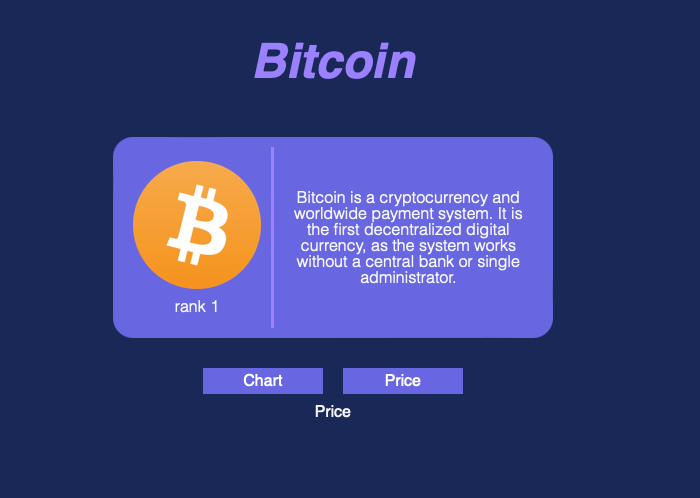 Bitcoin
Bitcoin is a cryptocurrency and
worldwide payment system. It is
the first decentralized digital
currency, as the system works
without a central bank or single
administrator.
rank 1
Chart
Price
Price